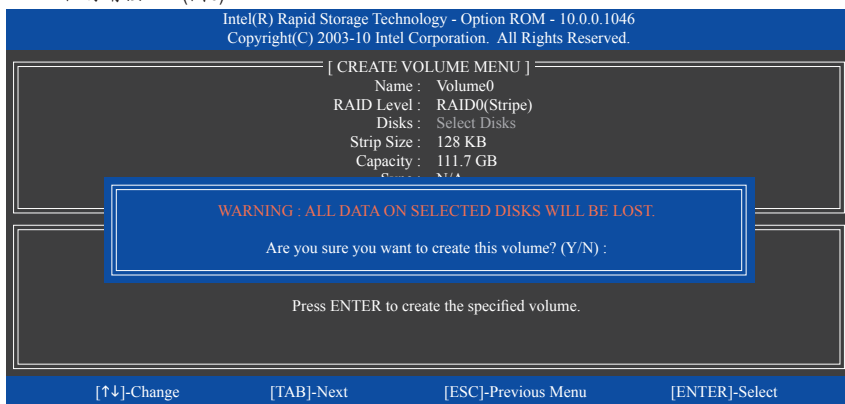 Intel(R) Rapid Storage Technology - Option ROM - 10.0.0.1046
Copyright(C) 2003-10 Intel Corporation. All Rights Reserved.
[ CREATE VOLUME MENU ]
Name : Volume0
RAID Level : RAID0(Stripe)
Disks : Select Disks
Strip Size : 128 KB
Capacity : 111.7 GB
WARNING : ALL DATA ON SELECTED DISKS WILL BE LOST.
Are you sure you want to create this volume? (Y/N) :
Press ENTER to create the specified volume.
[↑↓]-Change [TAB]-Next [ESC]-Previous Menu [ENTER]-Select